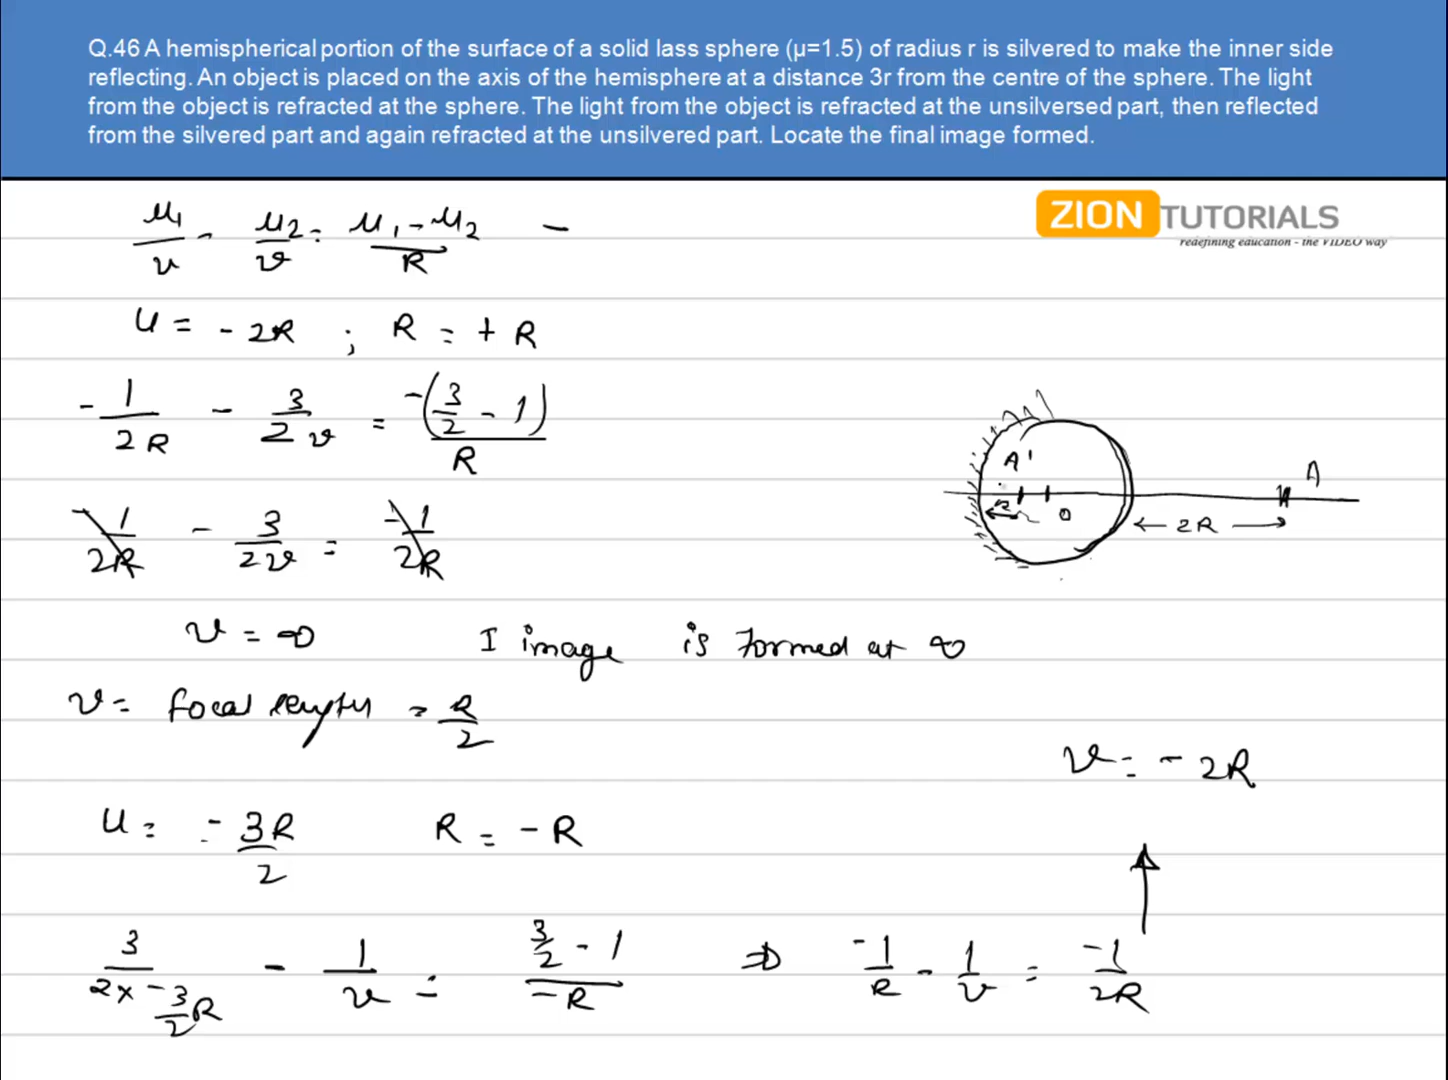 Q.46 A hemispherical portion of the surface of a solid lass sphere (μ=1.5) of radius r is silvered to make the inner side
reflecting. An object is placed on the axis of the hemisphere at a distance 3r from the centre of the sphere. The light
from the object is refracted at the sphere. The light from the object is refracted at the unsilversed part, then reflected
from the silvered part and again refracted at the unsilvered part. Locate the final image formed.
ZION TUTORIALS
redefining eaucation - the VIDEO way
μ₁/u - μ₂/v = μ₁-μ₂/R -
u = -2R ; R = +R
-1/2R - 3/2v = -(3/2 - 1)/R
A'
A
R/2
O
← 2R →
-1/2R - 3/2v = -1/2R
v = ∞ I image is formed at ∞
v = focal length = R/2
v = -2R
u = -3R/2 R = -R
3/2x-3/2R - 1/v = 3/2 - 1/-R ⇒ -1/R - 1/v = -1/2R